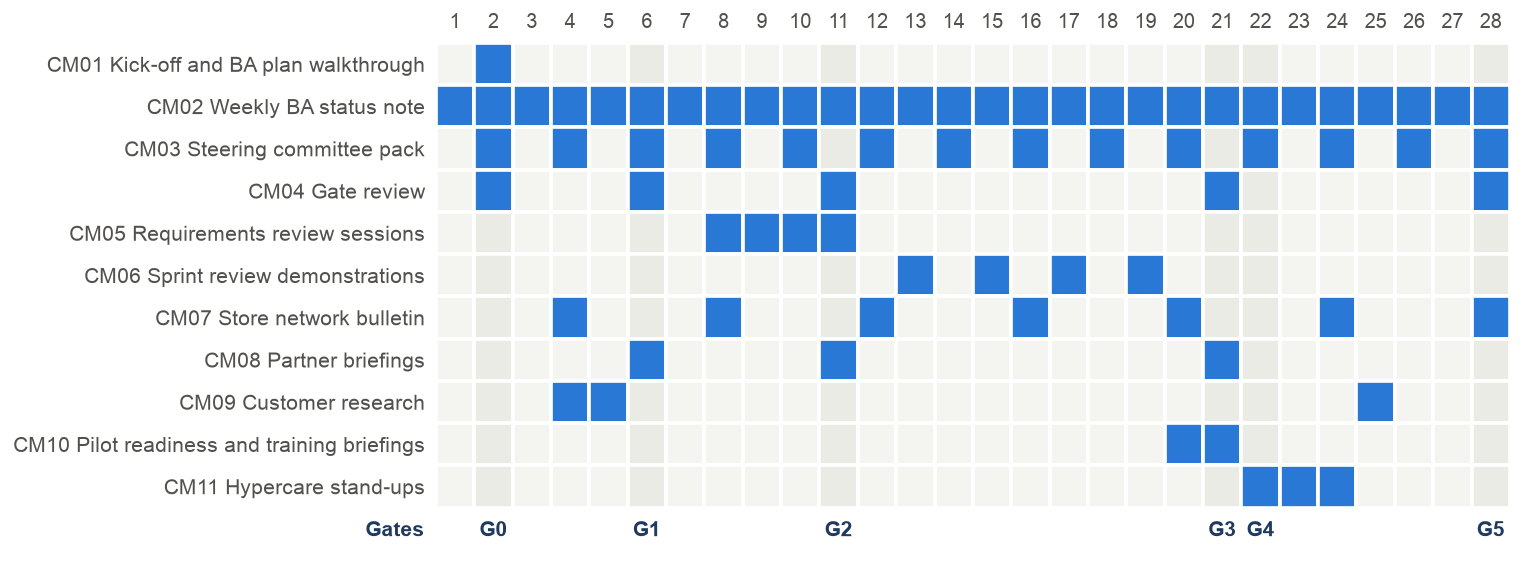 1 2 3 4 5 6 7 8 9 10 11 12 13 14 15 16 17 18 19 20 21 22 23 24 25 26 27 28
CM01 Kick-off and BA plan walkthrough
CM02 Weekly BA status note
CM03 Steering committee pack
CM04 Gate review
CM05 Requirements review sessions
CM06 Sprint review demonstrations
CM07 Store network bulletin
CM08 Partner briefings
CM09 Customer research
CM10 Pilot readiness and training briefings
CM11 Hypercare stand-ups
Gates G0 G1 G2 G3 G4 G5